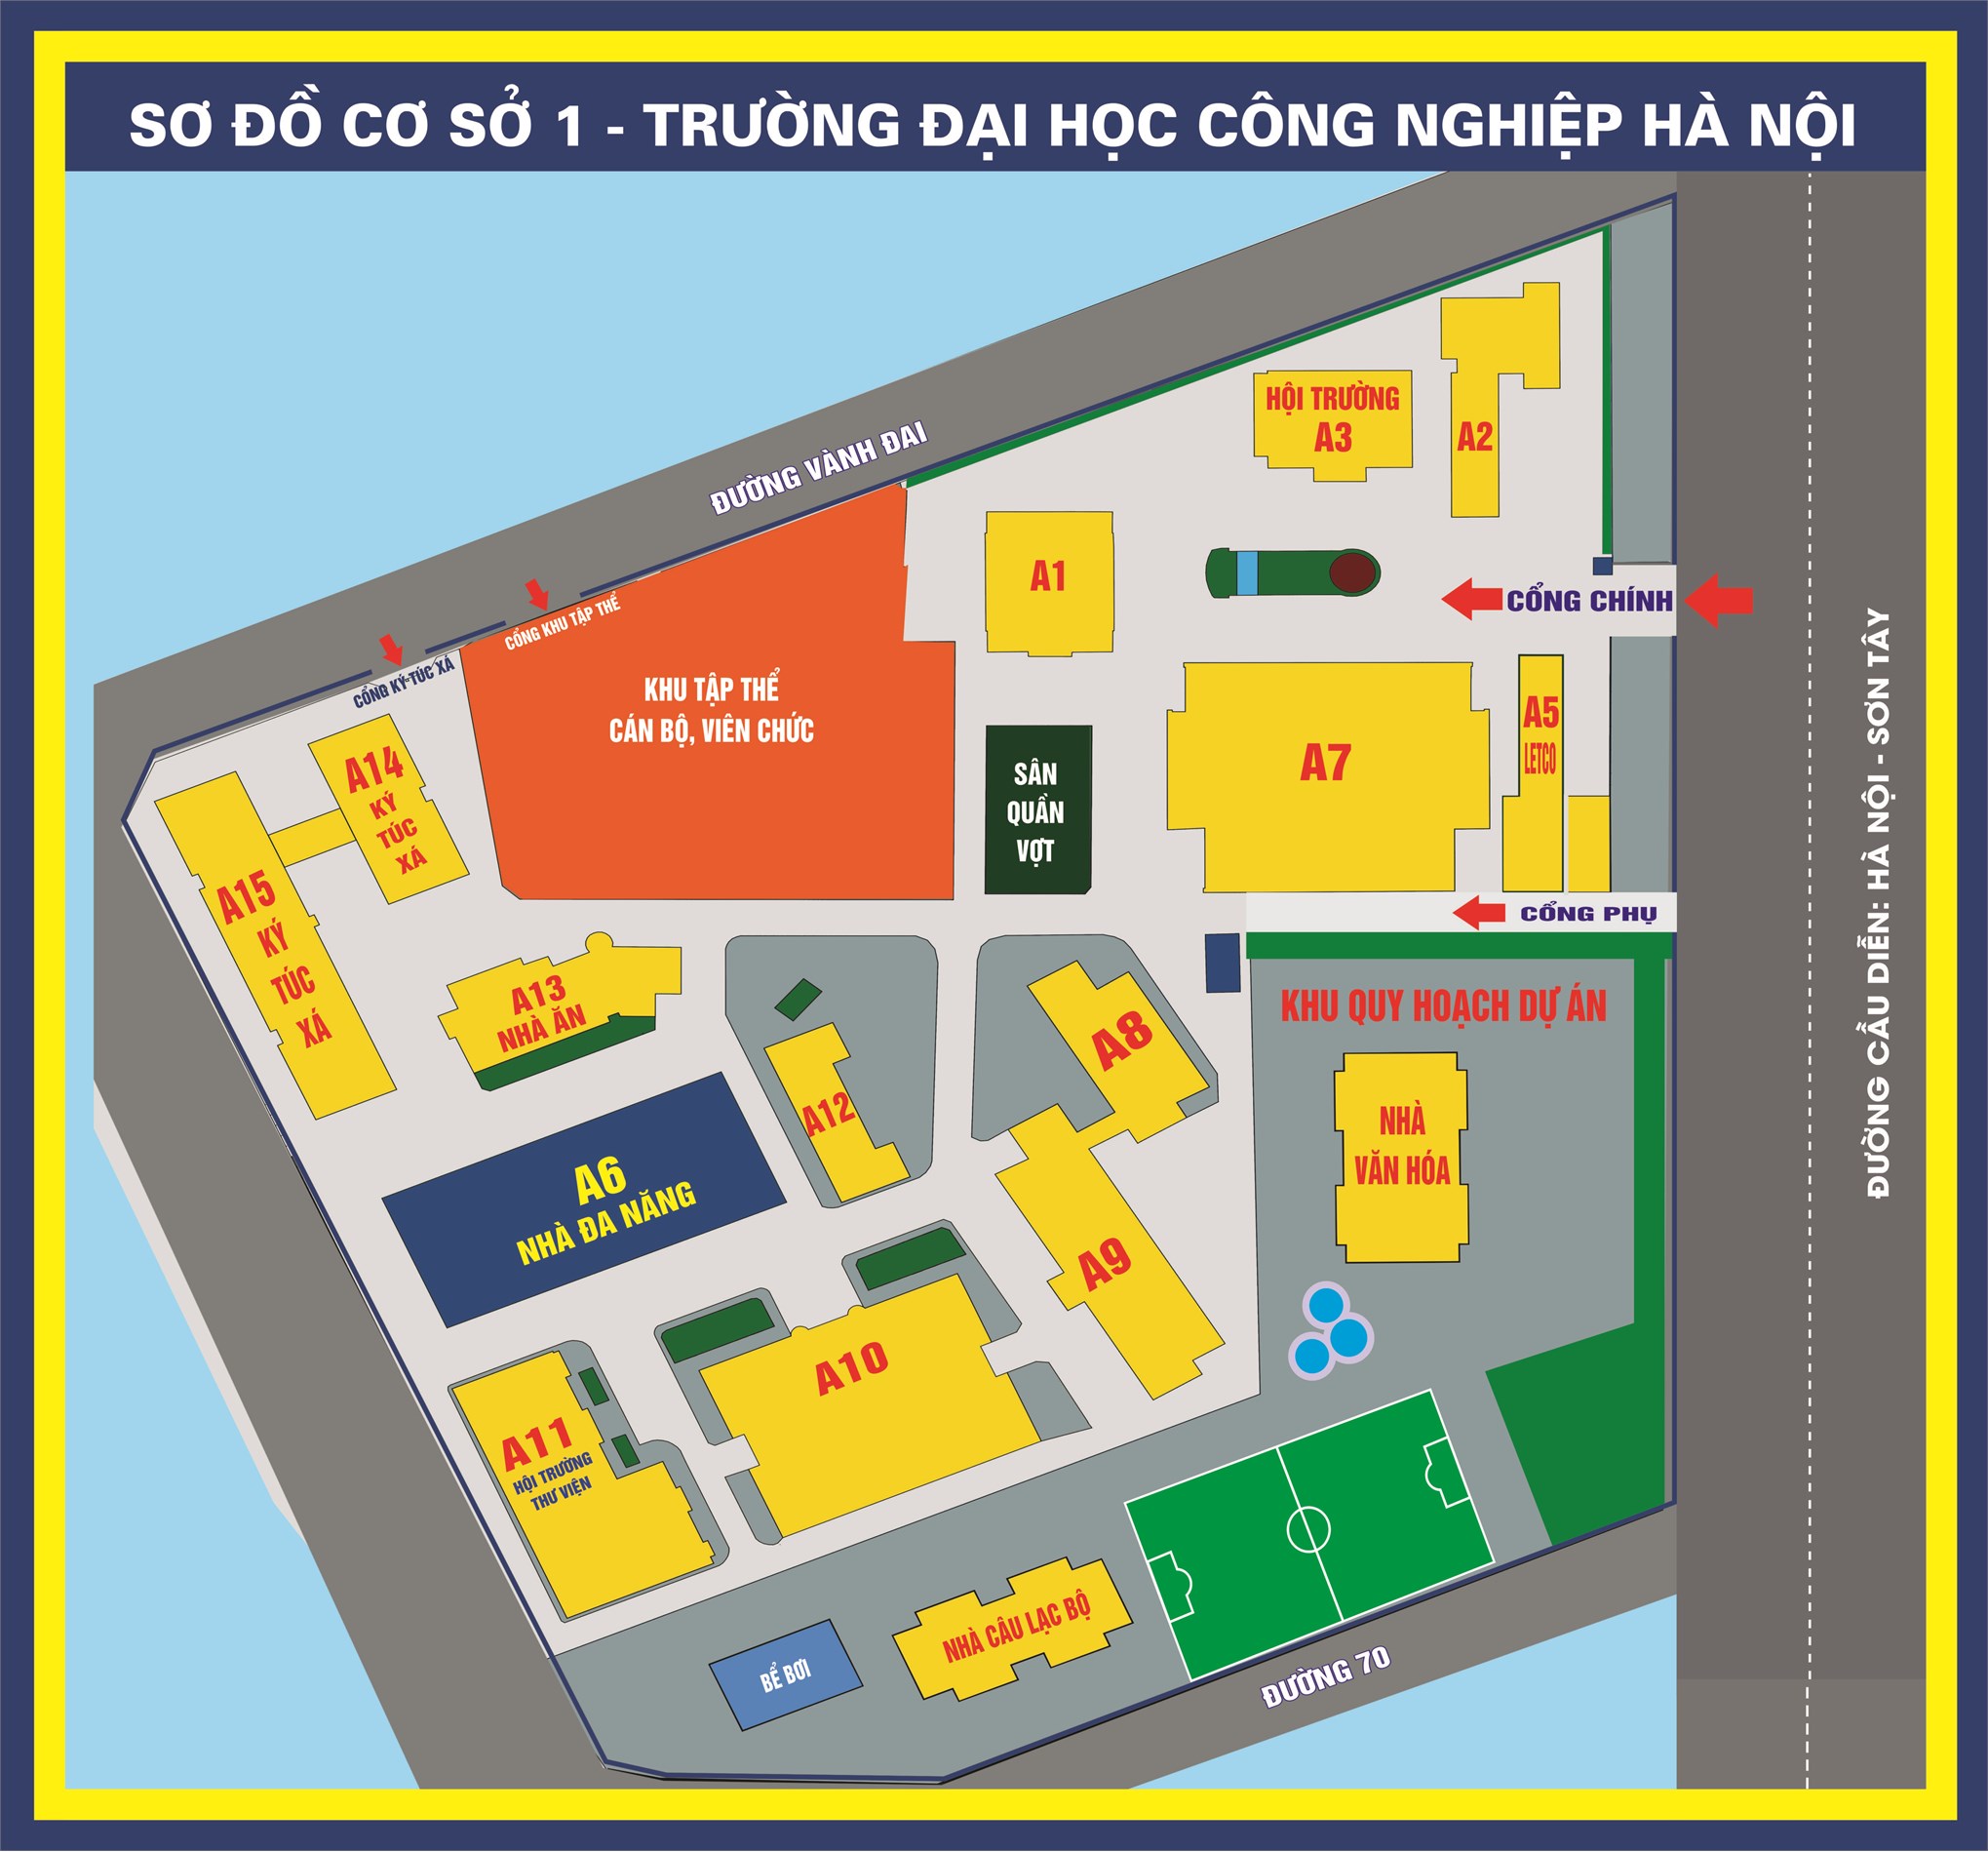 SƠ ĐỒ CƠ SỞ 1 - TRƯỜNG ĐẠI HỌC CÔNG NGHIỆP HÀ NỘI
HỘI TRƯỜNG
A3
A2
ĐƯỜNG VÀNH ĐAI
A1
CỔNG CHÍNH
CỔNG KHU TẬP THỂ
CỔNG KÝ TÚC XÁ
KHU TẬP THỂ
CÁN BỘ, VIÊN CHỨC
A5
LETCO
A7
SÂN
QUẦN
VỢT
A14
KÝ
TÚC
XÁ
A15
KÝ
TÚC
XÁ
CỔNG PHỤ
ĐƯỜNG CẦU DIỄN: HÀ NỘI - SƠN TÂY
A13
NHÀ ĂN
KHU QUY HOẠCH DỰ ÁN
A8
A12
NHÀ
VĂN HÓA
A6
NHÀ ĐA NĂNG
A9
A10
A11
HỘI TRƯỜNG
THƯ VIỆN
NHÀ CÂU LẠC BỘ
BỂ BƠI
ĐƯỜNG 70